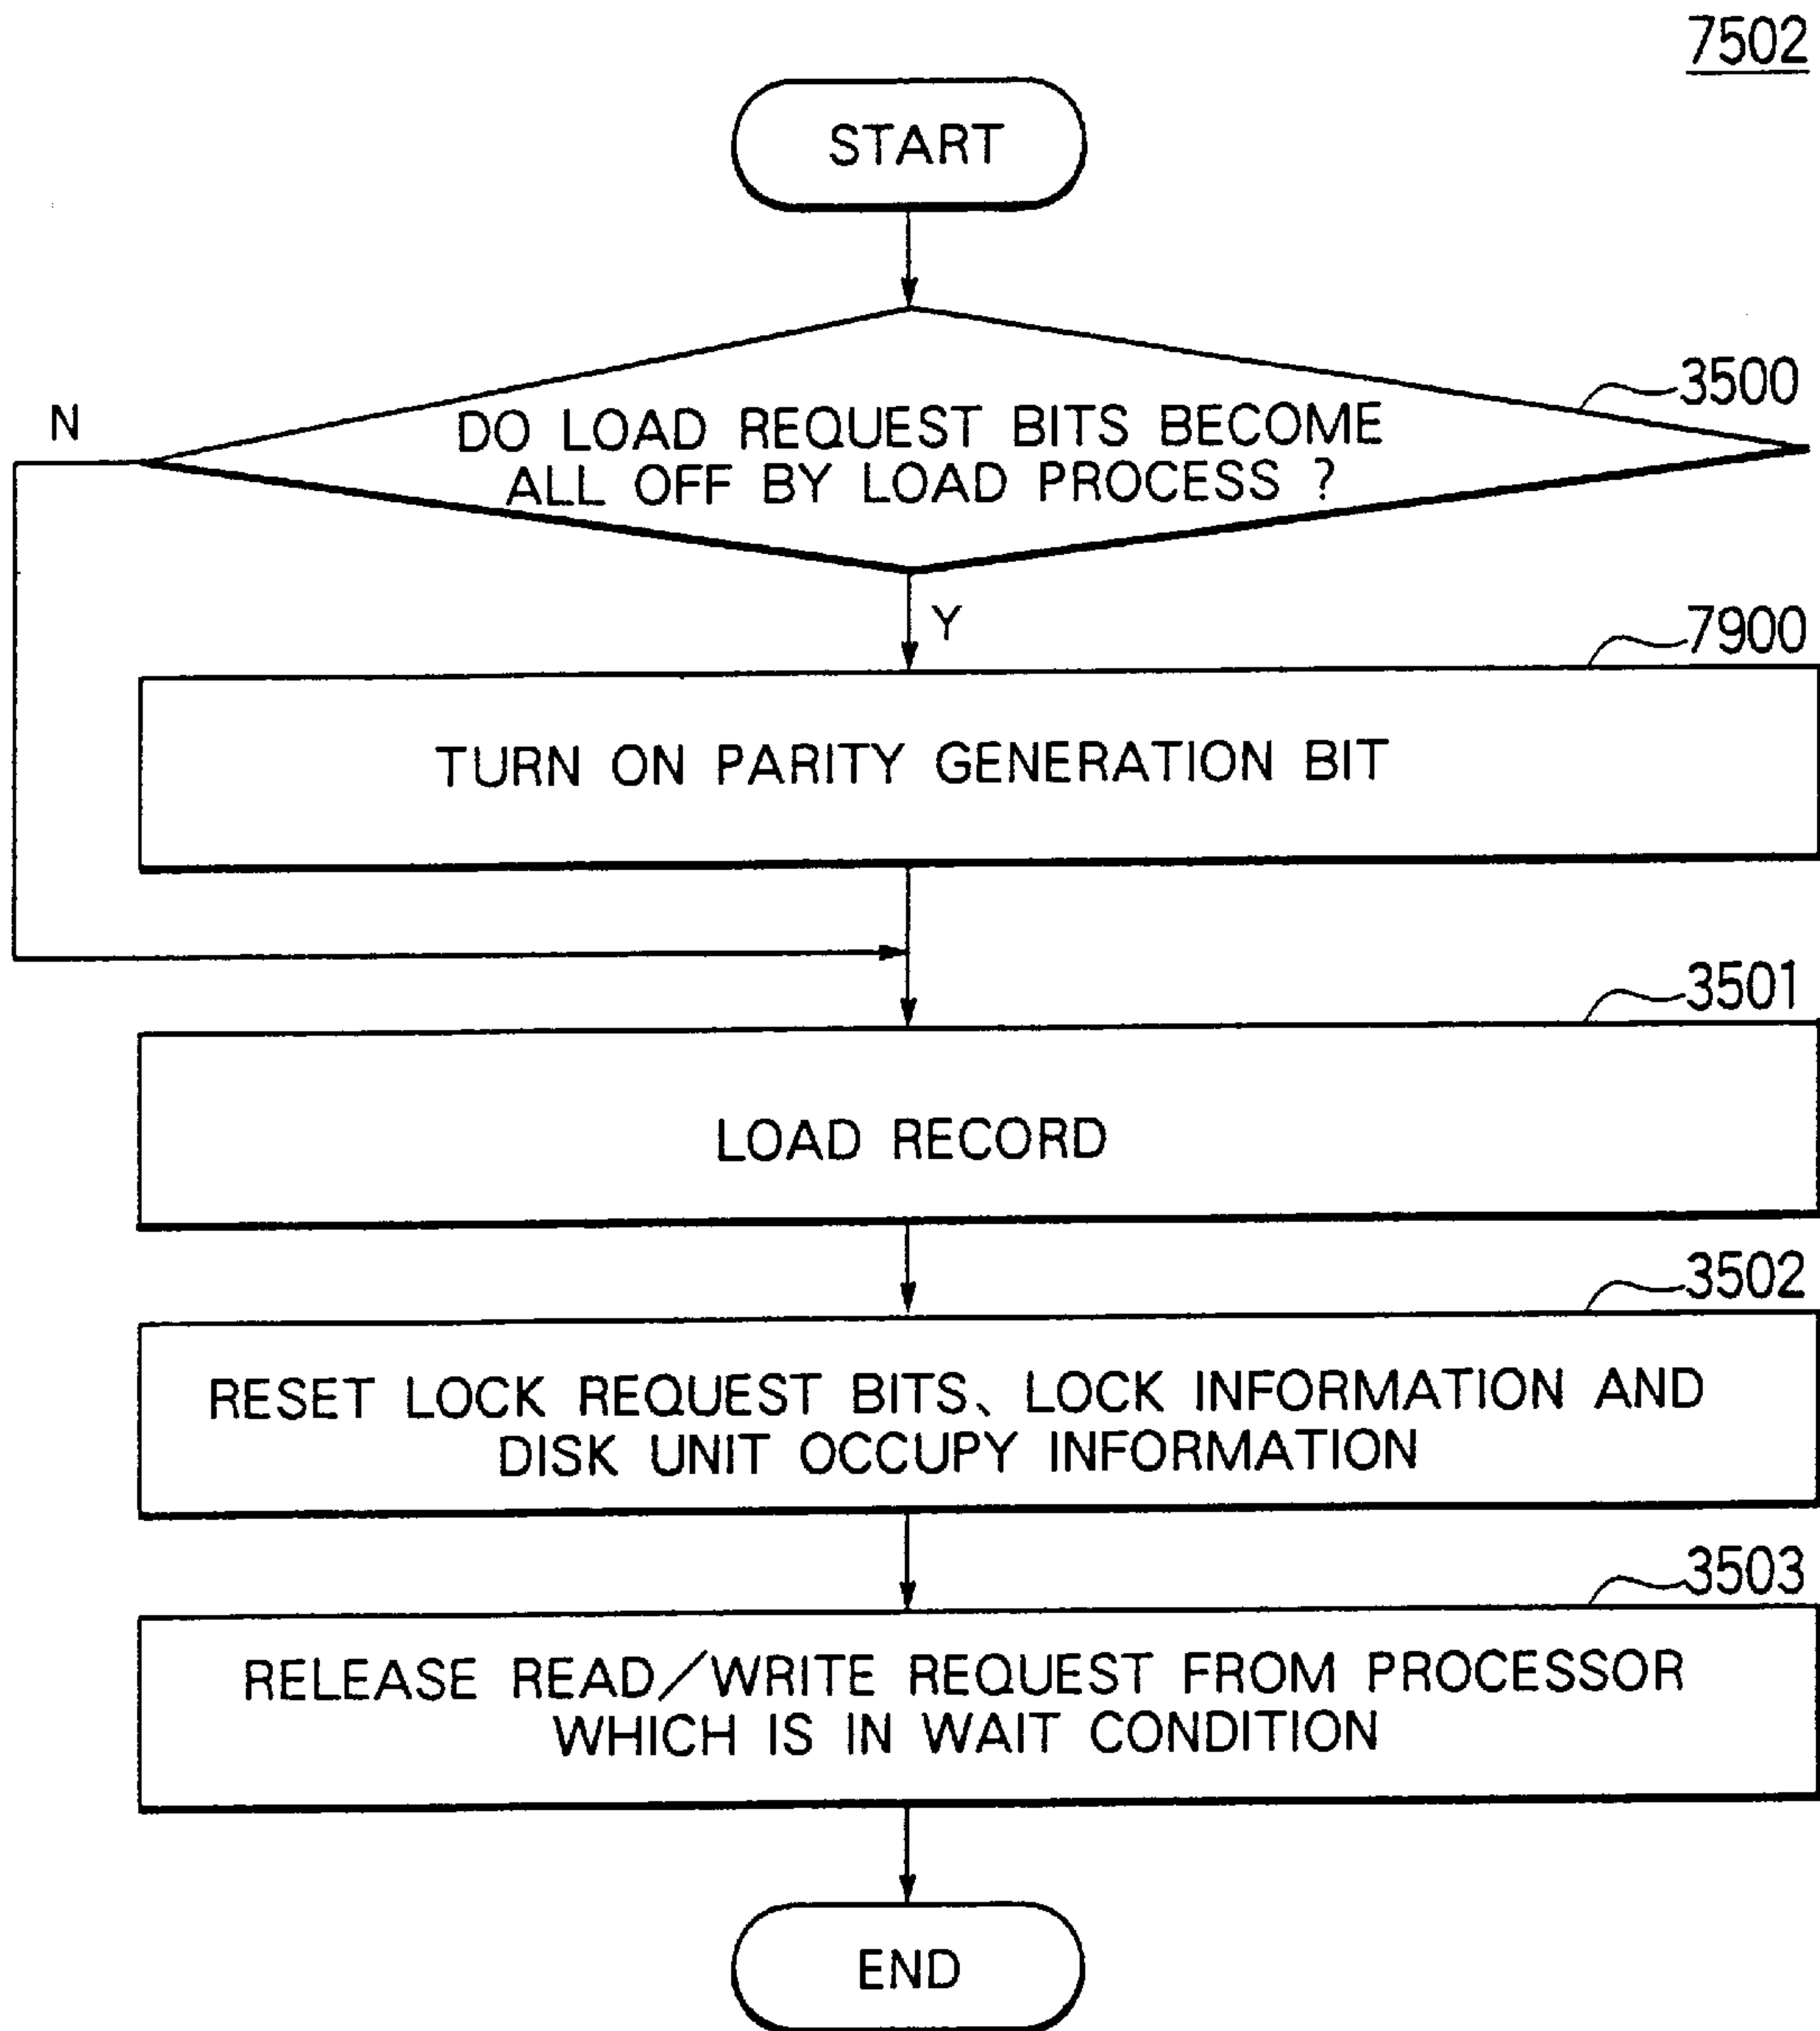 7502
START
3500
N
DO LOAD REQUEST BITS BECOME
ALL OFF BY LOAD PROCESS ?
Y
7900
TURN ON PARITY GENERATION BIT
3501
LOAD RECORD
3502
RESET LOCK REQUEST BITS、LOCK INFORMATION AND
DISK UNIT OCCUPY INFORMATION
3503
RELEASE READ/WRITE REQUEST FROM PROCESSOR
WHICH IS IN WAIT CONDITION
END